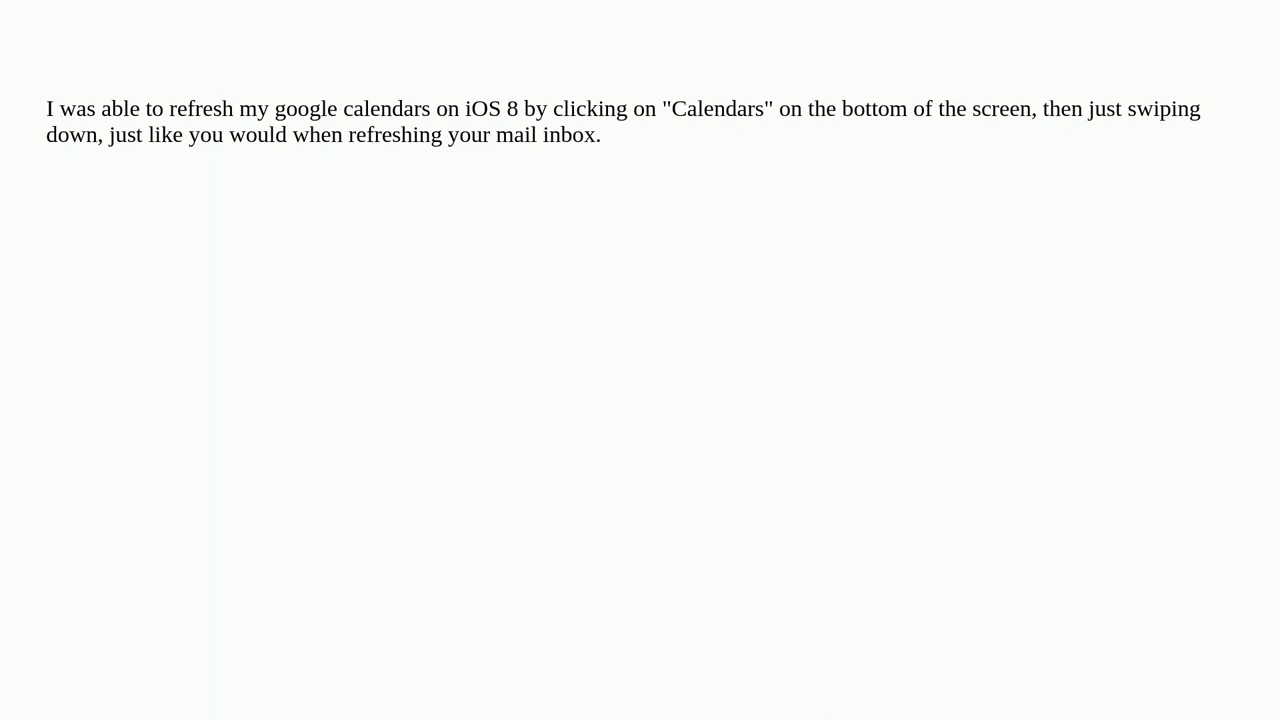 I was able to refresh my google calendars on iOS 8 by clicking on "Calendars" on the bottom of the screen, then just swiping
down, just like you would when refreshing your mail inbox.